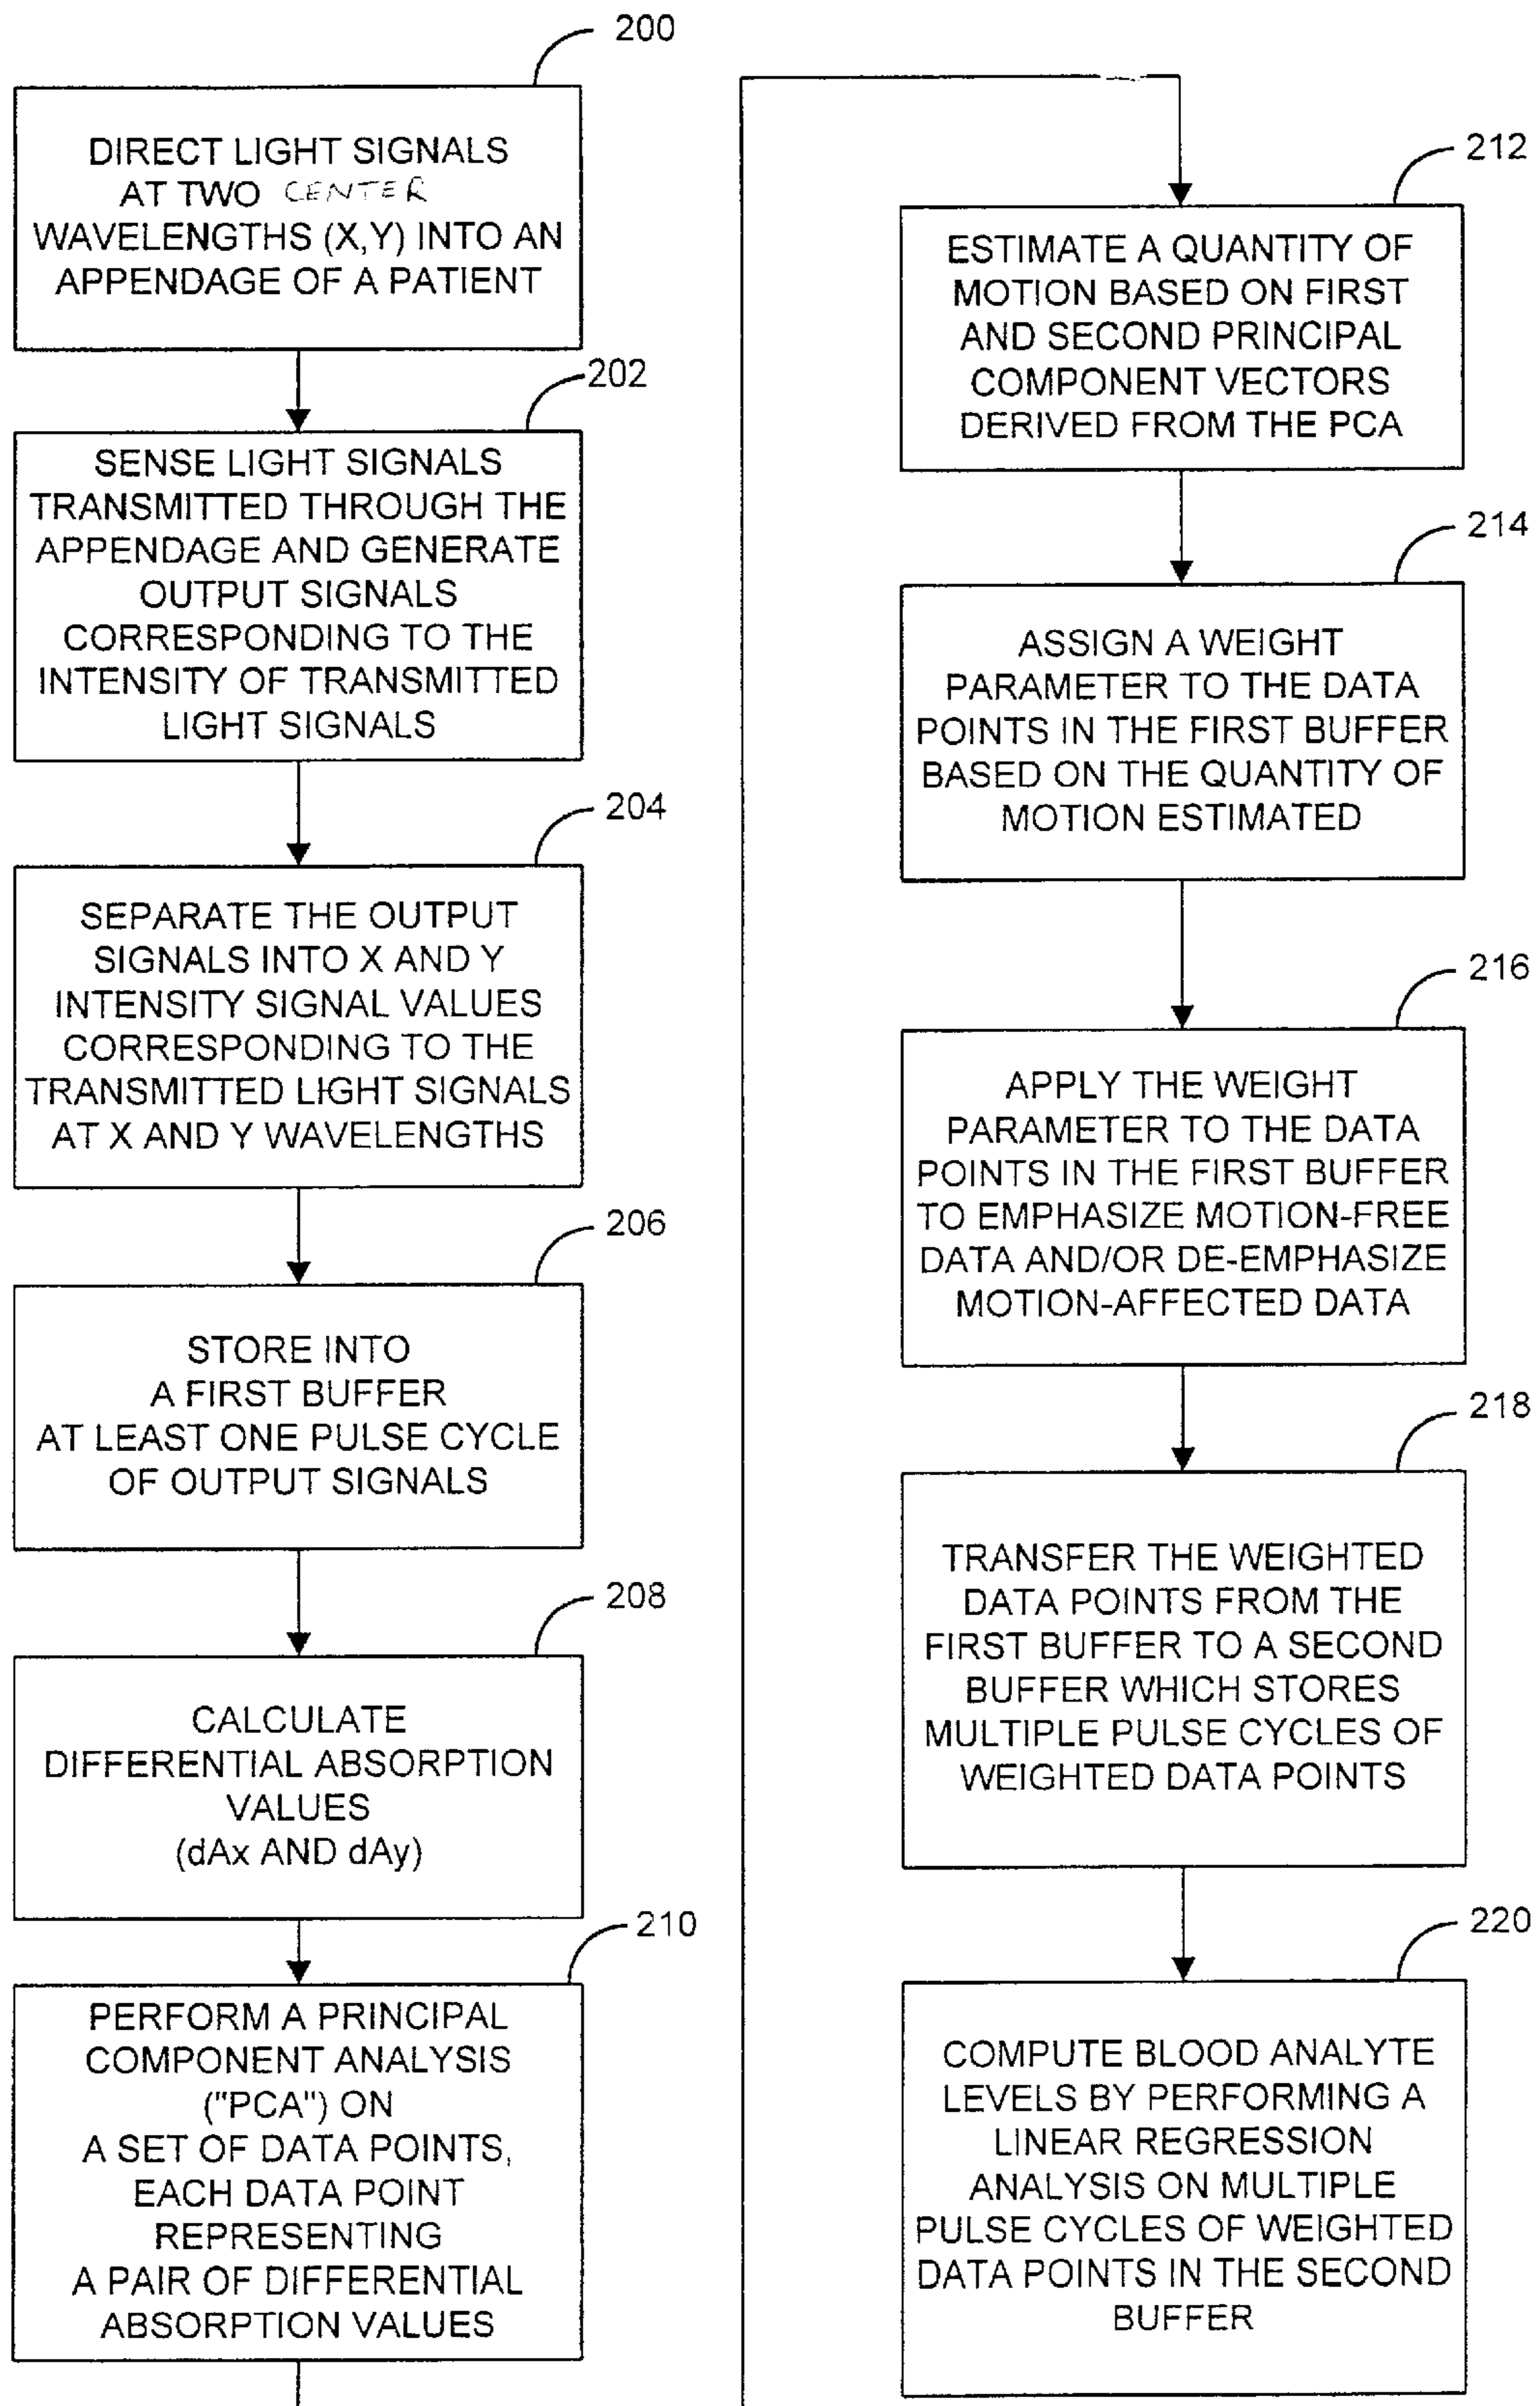 200
DIRECT LIGHT SIGNALS
AT TWO CENTER
WAVELENGTHS (X,Y) INTO AN
APPENDAGE OF A PATIENT
202
SENSE LIGHT SIGNALS
TRANSMITTED THROUGH THE
APPENDAGE AND GENERATE
OUTPUT SIGNALS
CORRESPONDING TO THE
INTENSITY OF TRANSMITTED
LIGHT SIGNALS
204
SEPARATE THE OUTPUT
SIGNALS INTO X AND Y
INTENSITY SIGNAL VALUES
CORRESPONDING TO THE
TRANSMITTED LIGHT SIGNALS
AT X AND Y WAVELENGTHS
206
STORE INTO
A FIRST BUFFER
AT LEAST ONE PULSE CYCLE
OF OUTPUT SIGNALS
208
CALCULATE
DIFFERENTIAL ABSORPTION
VALUES
(dAx AND dAy)
210
PERFORM A PRINCIPAL
COMPONENT ANALYSIS
("PCA") ON
A SET OF DATA POINTS,
EACH DATA POINT
REPRESENTING
A PAIR OF DIFFERENTIAL
ABSORPTION VALUES
212
ESTIMATE A QUANTITY OF
MOTION BASED ON FIRST
AND SECOND PRINCIPAL
COMPONENT VECTORS
DERIVED FROM THE PCA
214
ASSIGN A WEIGHT
PARAMETER TO THE DATA
POINTS IN THE FIRST BUFFER
BASED ON THE QUANTITY OF
MOTION ESTIMATED
216
APPLY THE WEIGHT
PARAMETER TO THE DATA
POINTS IN THE FIRST BUFFER
TO EMPHASIZE MOTION-FREE
DATA AND/OR DE-EMPHASIZE
MOTION-AFFECTED DATA
218
TRANSFER THE WEIGHTED
DATA POINTS FROM THE
FIRST BUFFER TO A SECOND
BUFFER WHICH STORES
MULTIPLE PULSE CYCLES OF
WEIGHTED DATA POINTS
220
COMPUTE BLOOD ANALYTE
LEVELS BY PERFORMING A
LINEAR REGRESSION
ANALYSIS ON MULTIPLE
PULSE CYCLES OF WEIGHTED
DATA POINTS IN THE SECOND
BUFFER